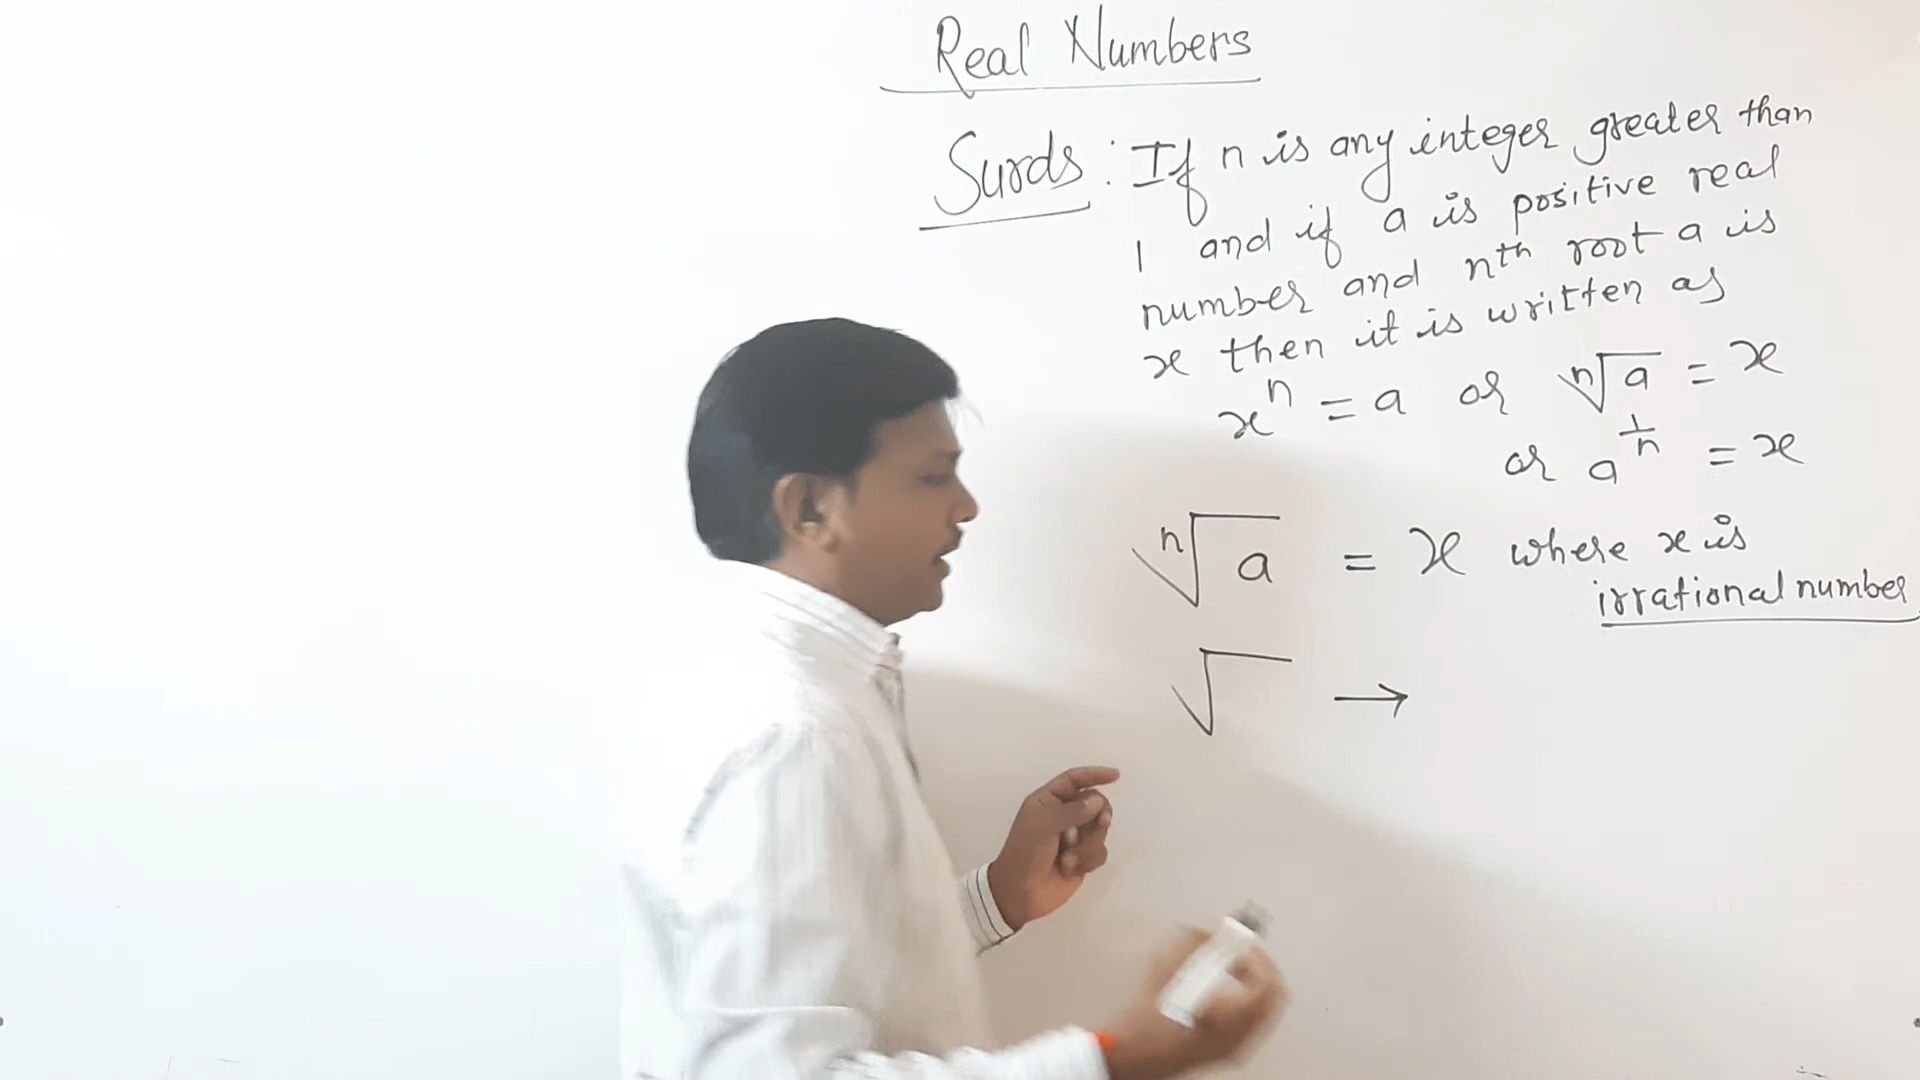 Real Numbers
Surds : If n is any integer greater than
1 and if a is positive real
number and nth root a is
x then it is written as
xⁿ = a or ⁿ√a = x
or a^(1/n) = x
ⁿ√a = x where x is
irrational number
√ →